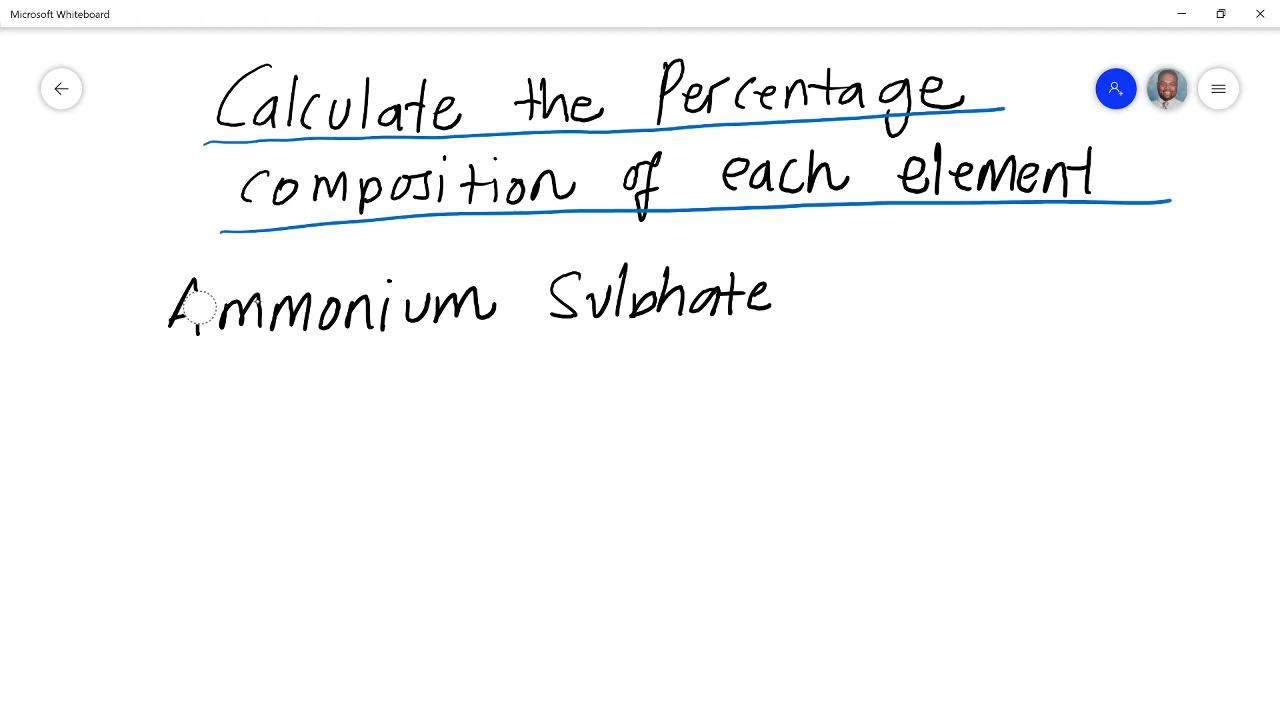 Microsoft Whiteboard
Calculate the Percentage
composition of each element
Ammonium Sulphate